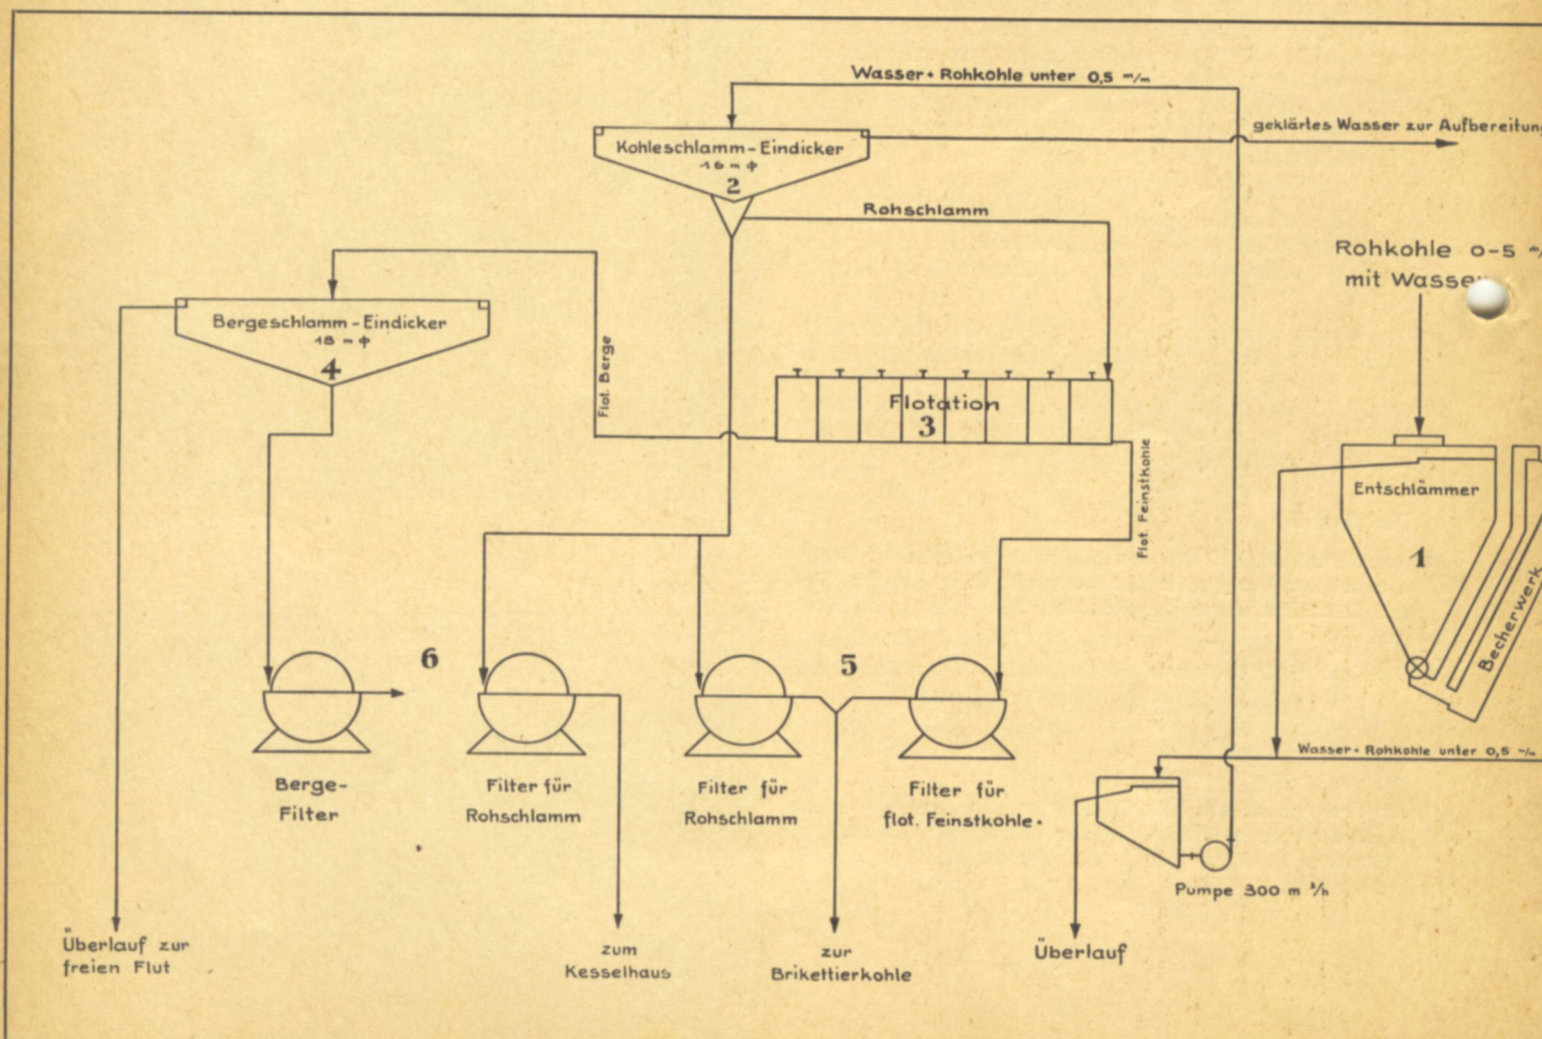 Wasser + Rohkohle unter 0,5 m/m
geklärtes Wasser zur Aufbereitung
Kohleschlamm-Eindicker
16 m φ
2
Rohschlamm
Rohkohle 0-5
mit Wasser
Bergeschlamm-Eindicker
18 m φ
4
Flot. Berge
Flotation
3
Flot. Feinstkohle
Entschlämmer
1
Becherwerk
6
5
Wasser + Rohkohle unter 0,5 m/m
Berge-
Filter
Filter für
Rohschlamm
Filter für
Rohschlamm
Filter für
flot. Feinstkohle.
Pumpe 300 m ³/h
Überlauf zur
freien Flut
zum
Kesselhaus
zur
Brikettierkohle
Überlauf